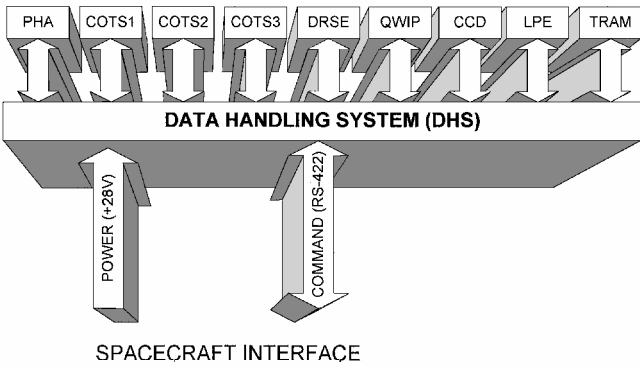 PHA COTS1 COTS2 COTS3 DRSE QWIP CCD LPE TRAM
DATA HANDLING SYSTEM (DHS)
POWER (+28V)
COMMAND (RS-422)
SPACECRAFT INTERFACE